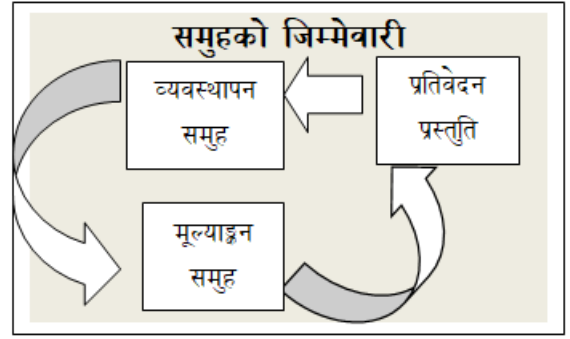 समुहको जिम्मेवारी
व्यवस्थापन
समुह
प्रतिवेदन
प्रस्तुति
मूल्याङ्कन
समुह